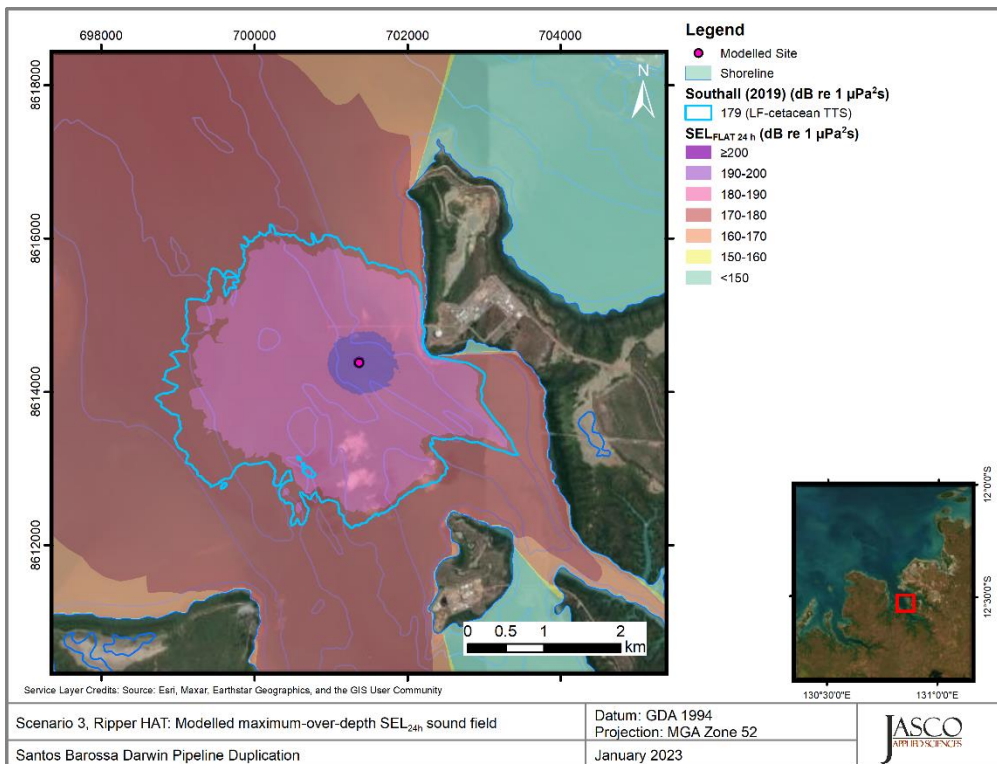 698000 700000 702000 704000
8618000
8616000
8614000
8612000
N
0 0.5 1 2
km
Legend
Modelled Site
Shoreline
Southall (2019) (dB re 1 µPa²s)
179 (LF-cetacean TTS)
SELFLAT 24 h (dB re 1 µPa²s)
≥200
190-200
180-190
170-180
160-170
150-160
<150
12°0'0"S
12°30'0"S
130°30'0"E 131°0'0"E
Service Layer Credits: Source: Esri, Maxar, Earthstar Geographics, and the GIS User Community
Scenario 3, Ripper HAT: Modelled maximum-over-depth SEL24h sound field
Santos Barossa Darwin Pipeline Duplication
Datum: GDA 1994
Projection: MGA Zone 52
January 2023
JASCO
APPLIED SCIENCES